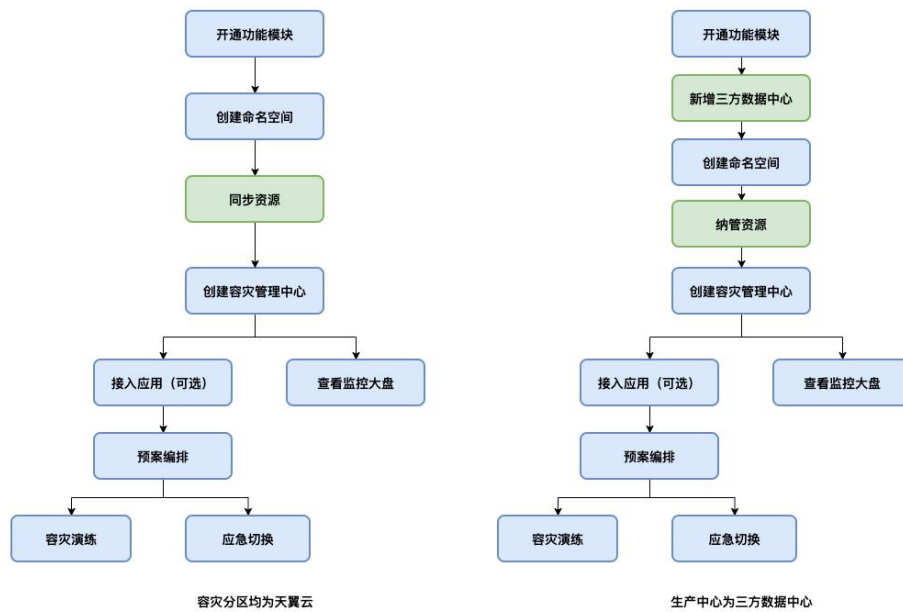 开通功能模块
创建命名空间
同步资源
创建容灾管理中心
接入应用（可选）
查看监控大盘
预案编排
容灾演练
应急切换
容灾分区均为天翼云
开通功能模块
新增三方数据中心
创建命名空间
纳管资源
创建容灾管理中心
接入应用（可选）
查看监控大盘
预案编排
容灾演练
应急切换
生产中心为三方数据中心